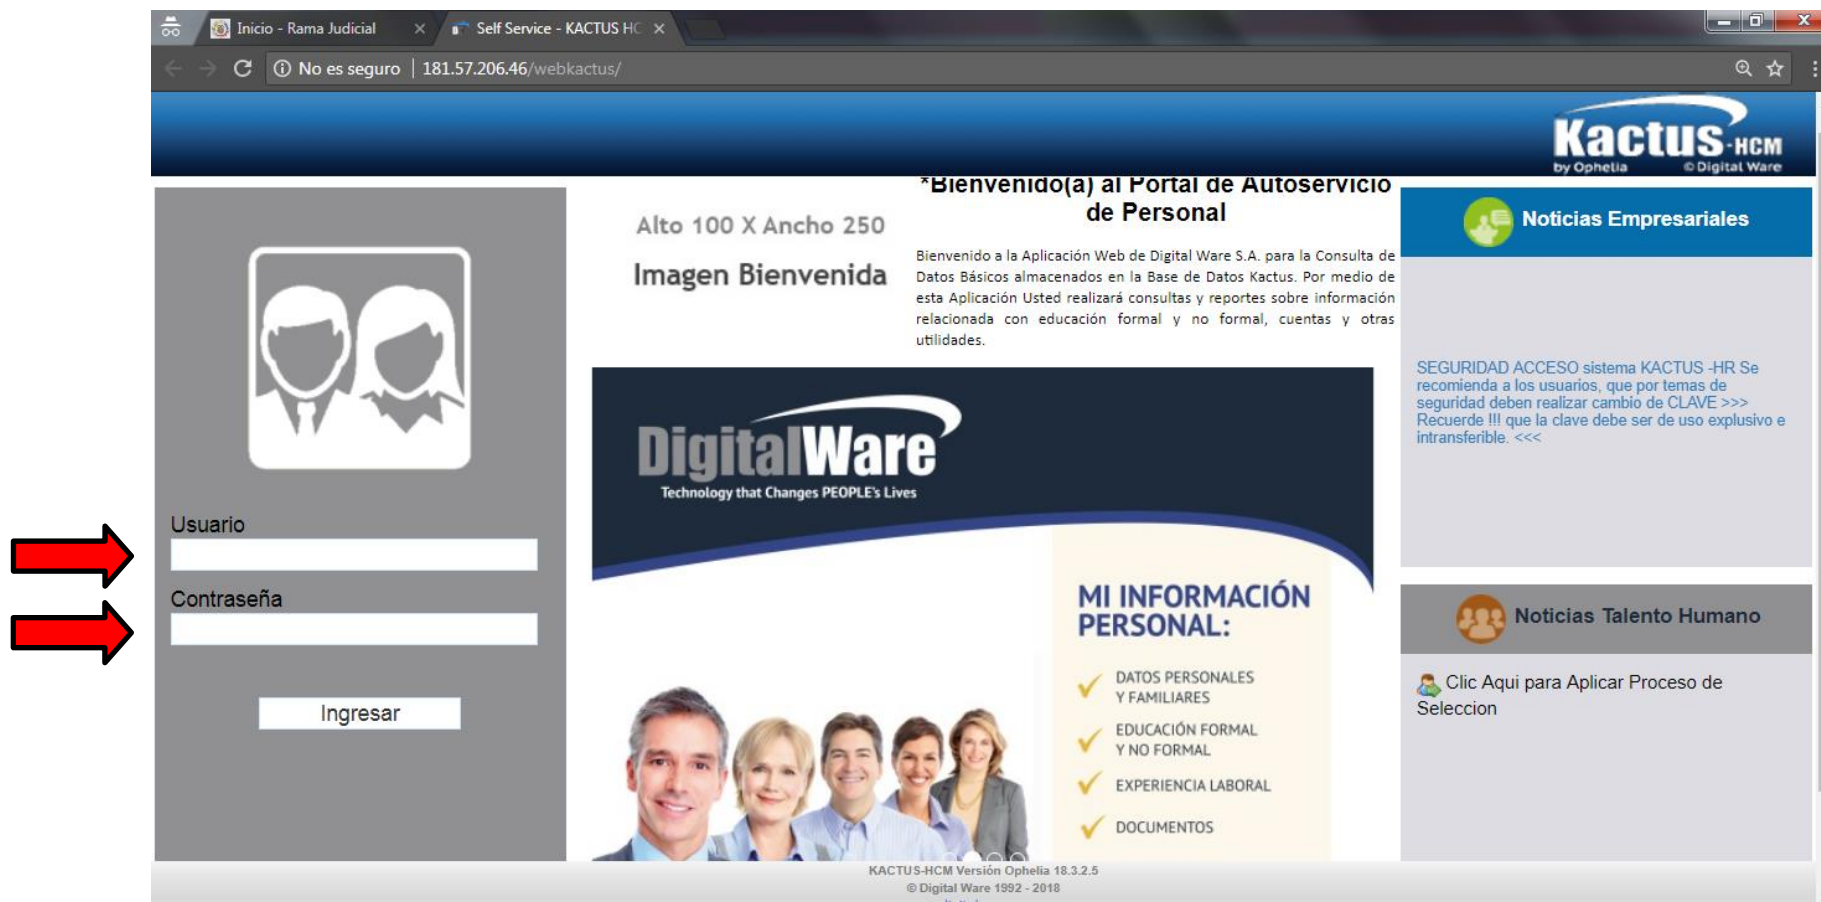 Inicio - Rama Judicial
Self Service - KACTUS HC
No es seguro | 181.57.206.46/webkactus/
Kactus-HCM
by Ophelia © Digital Ware
Usuario
Contraseña
Ingresar
Alto 100 X Ancho 250
Imagen Bienvenida
*Bienvenido(a) al Portal de Autoservicio
de Personal
Bienvenido a la Aplicación Web de Digital Ware S.A. para la Consulta de
Datos Básicos almacenados en la Base de Datos Kactus. Por medio de
esta Aplicación Usted realizará consultas y reportes sobre información
relacionada con educación formal y no formal, cuentas y otras
utilidades.
DigitalWare
Technology that Changes PEOPLE's Lives
MI INFORMACIÓN
PERSONAL:
DATOS PERSONALES
Y FAMILIARES
EDUCACIÓN FORMAL
Y NO FORMAL
EXPERIENCIA LABORAL
DOCUMENTOS
Noticias Empresariales
SEGURIDAD ACCESO sistema KACTUS -HR Se
recomienda a los usuarios, que por temas de
seguridad deben realizar cambio de CLAVE >>>
Recuerde !!! que la clave debe ser de uso explusivo e
intransferible. <<<
Noticias Talento Humano
Clic Aqui para Aplicar Proceso de
Seleccion
KACTUS-HCM Versión Ophelia 18.3.2.5
© Digital Ware 1992 - 2018